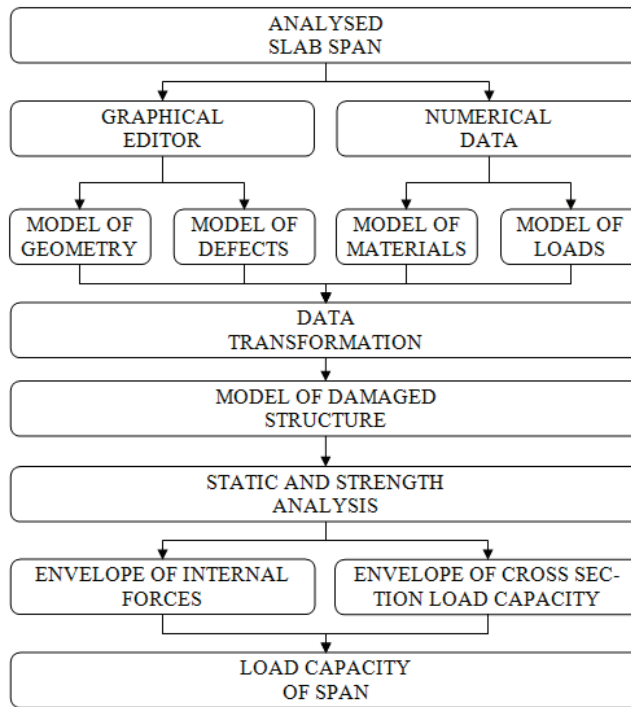 ANALYSED
SLAB SPAN
GRAPHICAL
EDITOR
NUMERICAL
DATA
MODEL OF
GEOMETRY
MODEL OF
DEFECTS
MODEL OF
MATERIALS
MODEL OF
LOADS
DATA
TRANSFORMATION
MODEL OF DAMAGED
STRUCTURE
STATIC AND STRENGTH
ANALYSIS
ENVELOPE OF INTERNAL
FORCES
ENVELOPE OF CROSS SEC-
TION LOAD CAPACITY
LOAD CAPACITY
OF SPAN